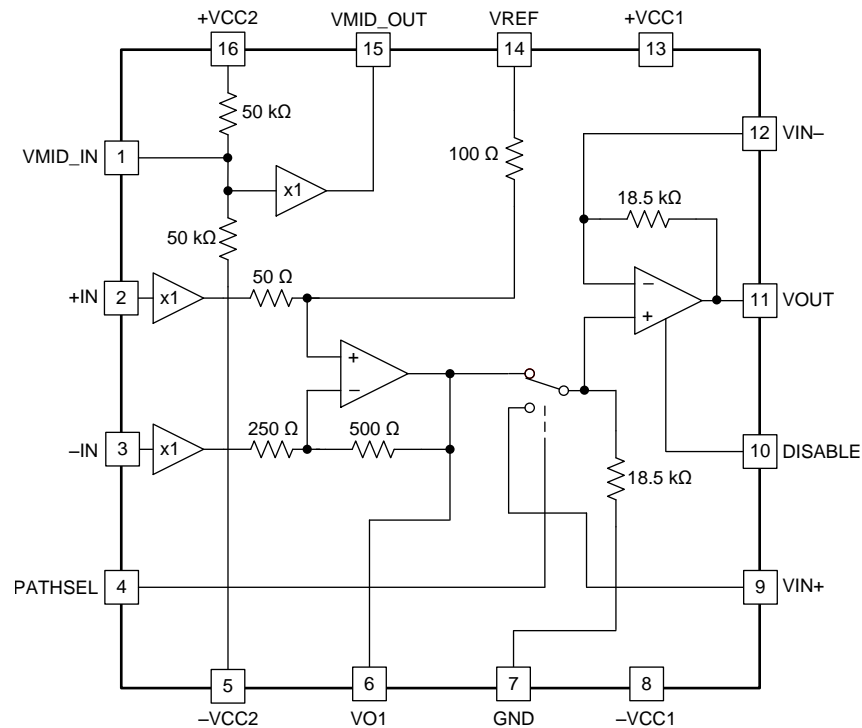 +VCC2
VMID_OUT
VREF
+VCC1
16
15
14
13
50 kΩ
VMID_IN
1
100 Ω
12
VIN–
x1
18.5 kΩ
50 kΩ
+IN
2
x1
50 Ω
–
+
11
VOUT
+
–
–IN
3
x1
250 Ω
500 Ω
10
DISABLE
18.5 kΩ
PATHSEL
4
9
VIN+
5
6
7
8
–VCC2
VO1
GND
–VCC1